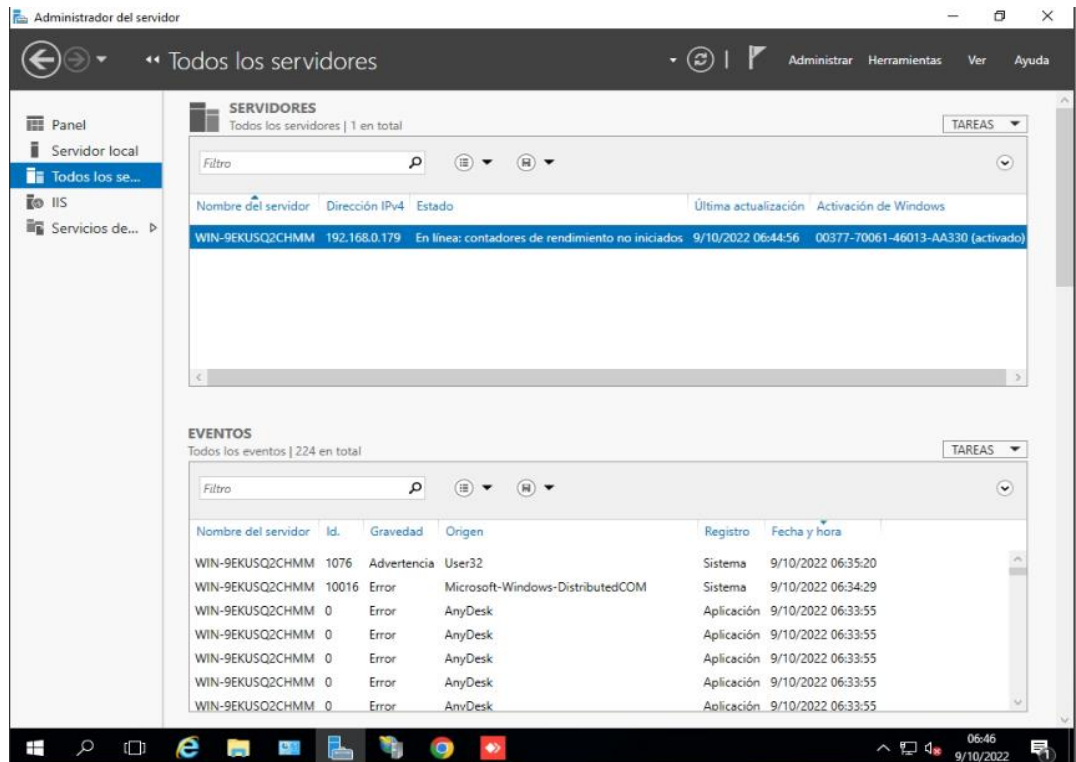 Administrador del servidor
Todos los servidores
Administrar Herramientas Ver Ayuda
Panel
Servidor local
Todos los se...
IIS
Servicios de...
SERVIDORES
Todos los servidores | 1 en total
TAREAS
Filtro
Nombre del servidor Dirección IPv4 Estado Última actualización Activación de Windows
WIN-9EKUSQ2CHMM 192.168.0.179 En línea: contadores de rendimiento no iniciados 9/10/2022 06:44:56 00377-70061-46013-AA330 (activado)
EVENTOS
Todos los eventos | 224 en total
TAREAS
Filtro
Nombre del servidor Id. Gravedad Origen Registro Fecha y hora
WIN-9EKUSQ2CHMM 1076 Advertencia User32 Sistema 9/10/2022 06:35:20
WIN-9EKUSQ2CHMM 10016 Error Microsoft-Windows-DistributedCOM Sistema 9/10/2022 06:34:29
WIN-9EKUSQ2CHMM 0 Error AnyDesk Aplicación 9/10/2022 06:33:55
WIN-9EKUSQ2CHMM 0 Error AnyDesk Aplicación 9/10/2022 06:33:55
WIN-9EKUSQ2CHMM 0 Error AnyDesk Aplicación 9/10/2022 06:33:55
WIN-9EKUSQ2CHMM 0 Error AnyDesk Aplicación 9/10/2022 06:33:55
WIN-9EKUSQ2CHMM 0 Error AnyDesk Aplicación 9/10/2022 06:33:55
06:46
9/10/2022
1